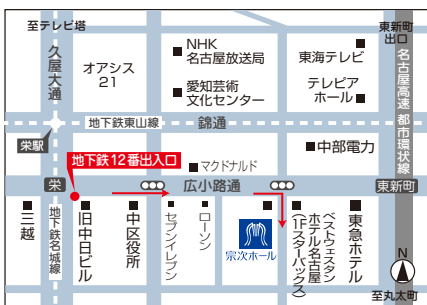 至テレビ塔
久屋大通
オアシス
21
NHK
名古屋放送局
愛知芸術
文化センター
東海テレビ
テレピア
ホール
東新町
出口
名古屋高速 都市環状線
地下鉄東山線
錦通
栄駅
地下鉄12番出入口
マクドナルド
中部電力
栄
広小路通
東新町
三越
地下鉄名城線
旧中日ビル
中区役所
セブンイレブン
ローソン
宗次ホール
ベストウェスタン
ホテル名古屋
(1Fスターバックス)
東急ホテル
N
至丸太町